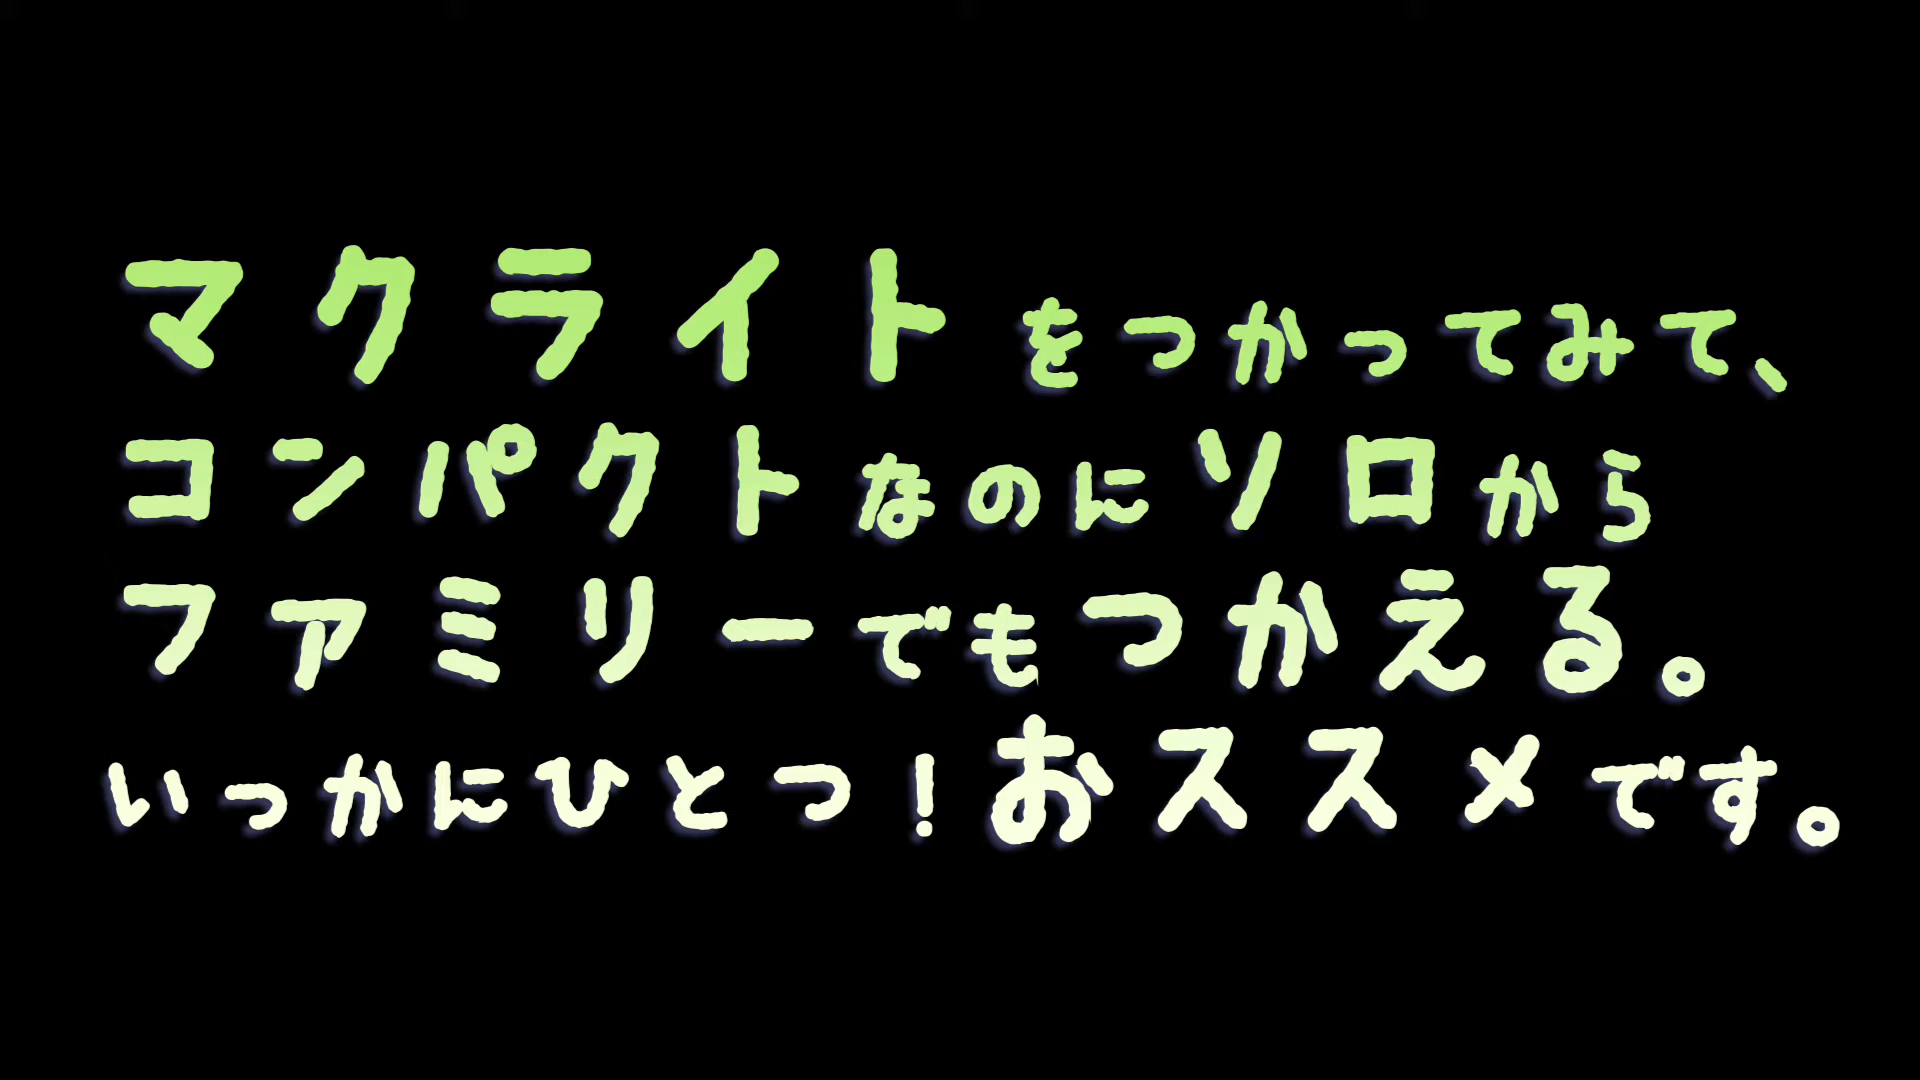 マクライトをつかってみて、
コンパクトなのにソロから
ファミリーでもつかえる。
いっかにひとつ！おススメです。